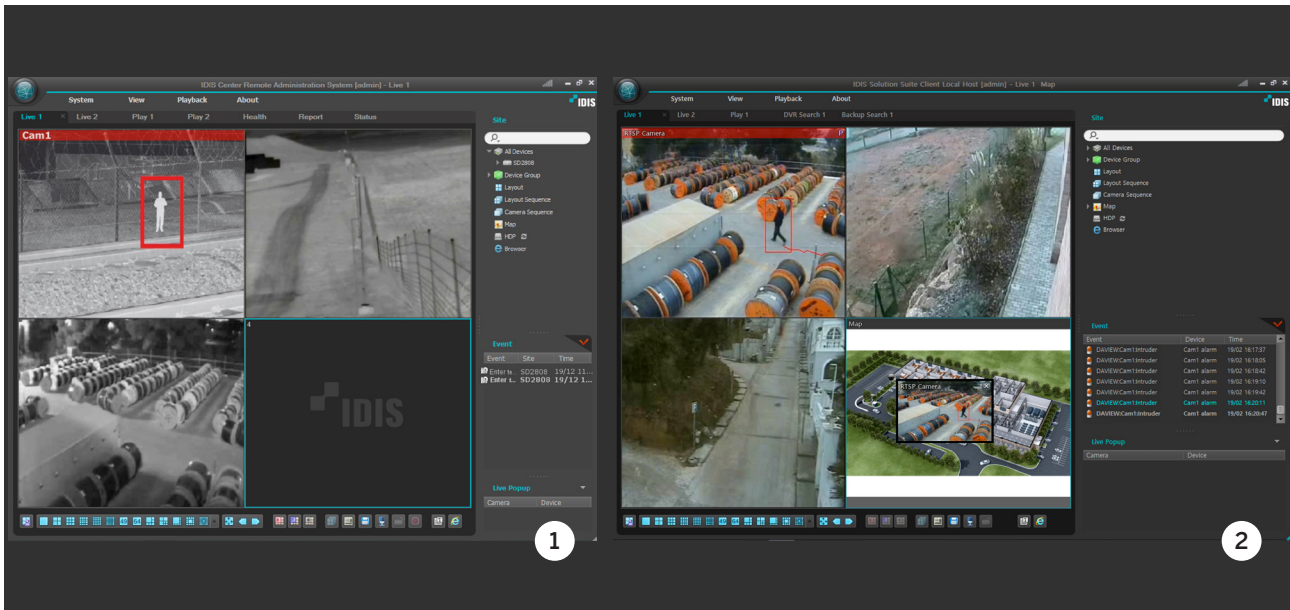 IDIS Center Remote Administration System [admin] - Live 1
System View Playback About
IDIS
Live 1 × Live 2 Play 1 Play 2 Health Report Status
Cam1
4
IDIS
Site
All Devices
SD2808
Device Group
Layout
Layout Sequence
Camera Sequence
Map
HDP
Browser
Event
Event Site Time
Enter te... SD2808 19/12 11...
Enter t... SD2808 19/12 1...
Live Popup
Camera Device
1
IDIS Solution Suite Client Local Host [admin] - Live 1 Map
System View Playback About
IDIS
Live 1 × Live 2 Play 1 DVR Search 1 Backup Search 1
RTSP Camera
Map
RTSP Camera
Site
All Devices
Device Group
Layout
Layout Sequence
Camera Sequence
Map
HDP
Browser
Event
Event Device Time
DAVIEW:Cam1:Intruder Cam1 alarm 19/02 16:17:37
DAVIEW:Cam1:Intruder Cam1 alarm 19/02 16:18:05
DAVIEW:Cam1:Intruder Cam1 alarm 19/02 16:18:42
DAVIEW:Cam1:Intruder Cam1 alarm 19/02 16:19:10
DAVIEW:Cam1:Intruder Cam1 alarm 19/02 16:19:42
DAVIEW:Cam1:Intruder Cam1 alarm 19/02 16:20:11
DAVIEW:Cam1:Intruder Cam1 alarm 19/02 16:20:47
Live Popup
Camera Device
2